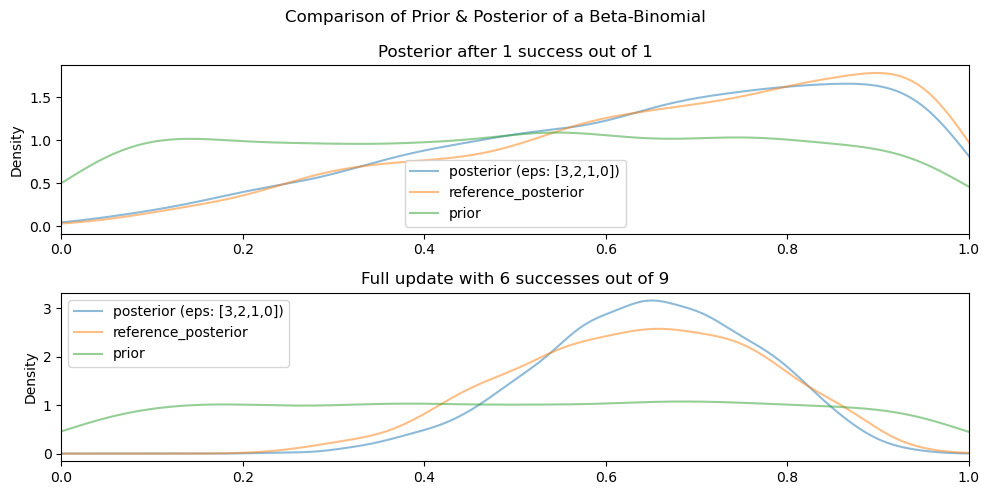 Comparison of Prior & Posterior of a Beta-Binomial
Posterior after 1 success out of 1
Density
1.5
1.0
0.5
0.0
posterior (eps: [3,2,1,0])
reference_posterior
prior
0.0 0.2 0.4 0.6 0.8 1.0
Full update with 6 successes out of 9
Density
3
2
1
0
posterior (eps: [3,2,1,0])
reference_posterior
prior
0.0 0.2 0.4 0.6 0.8 1.0